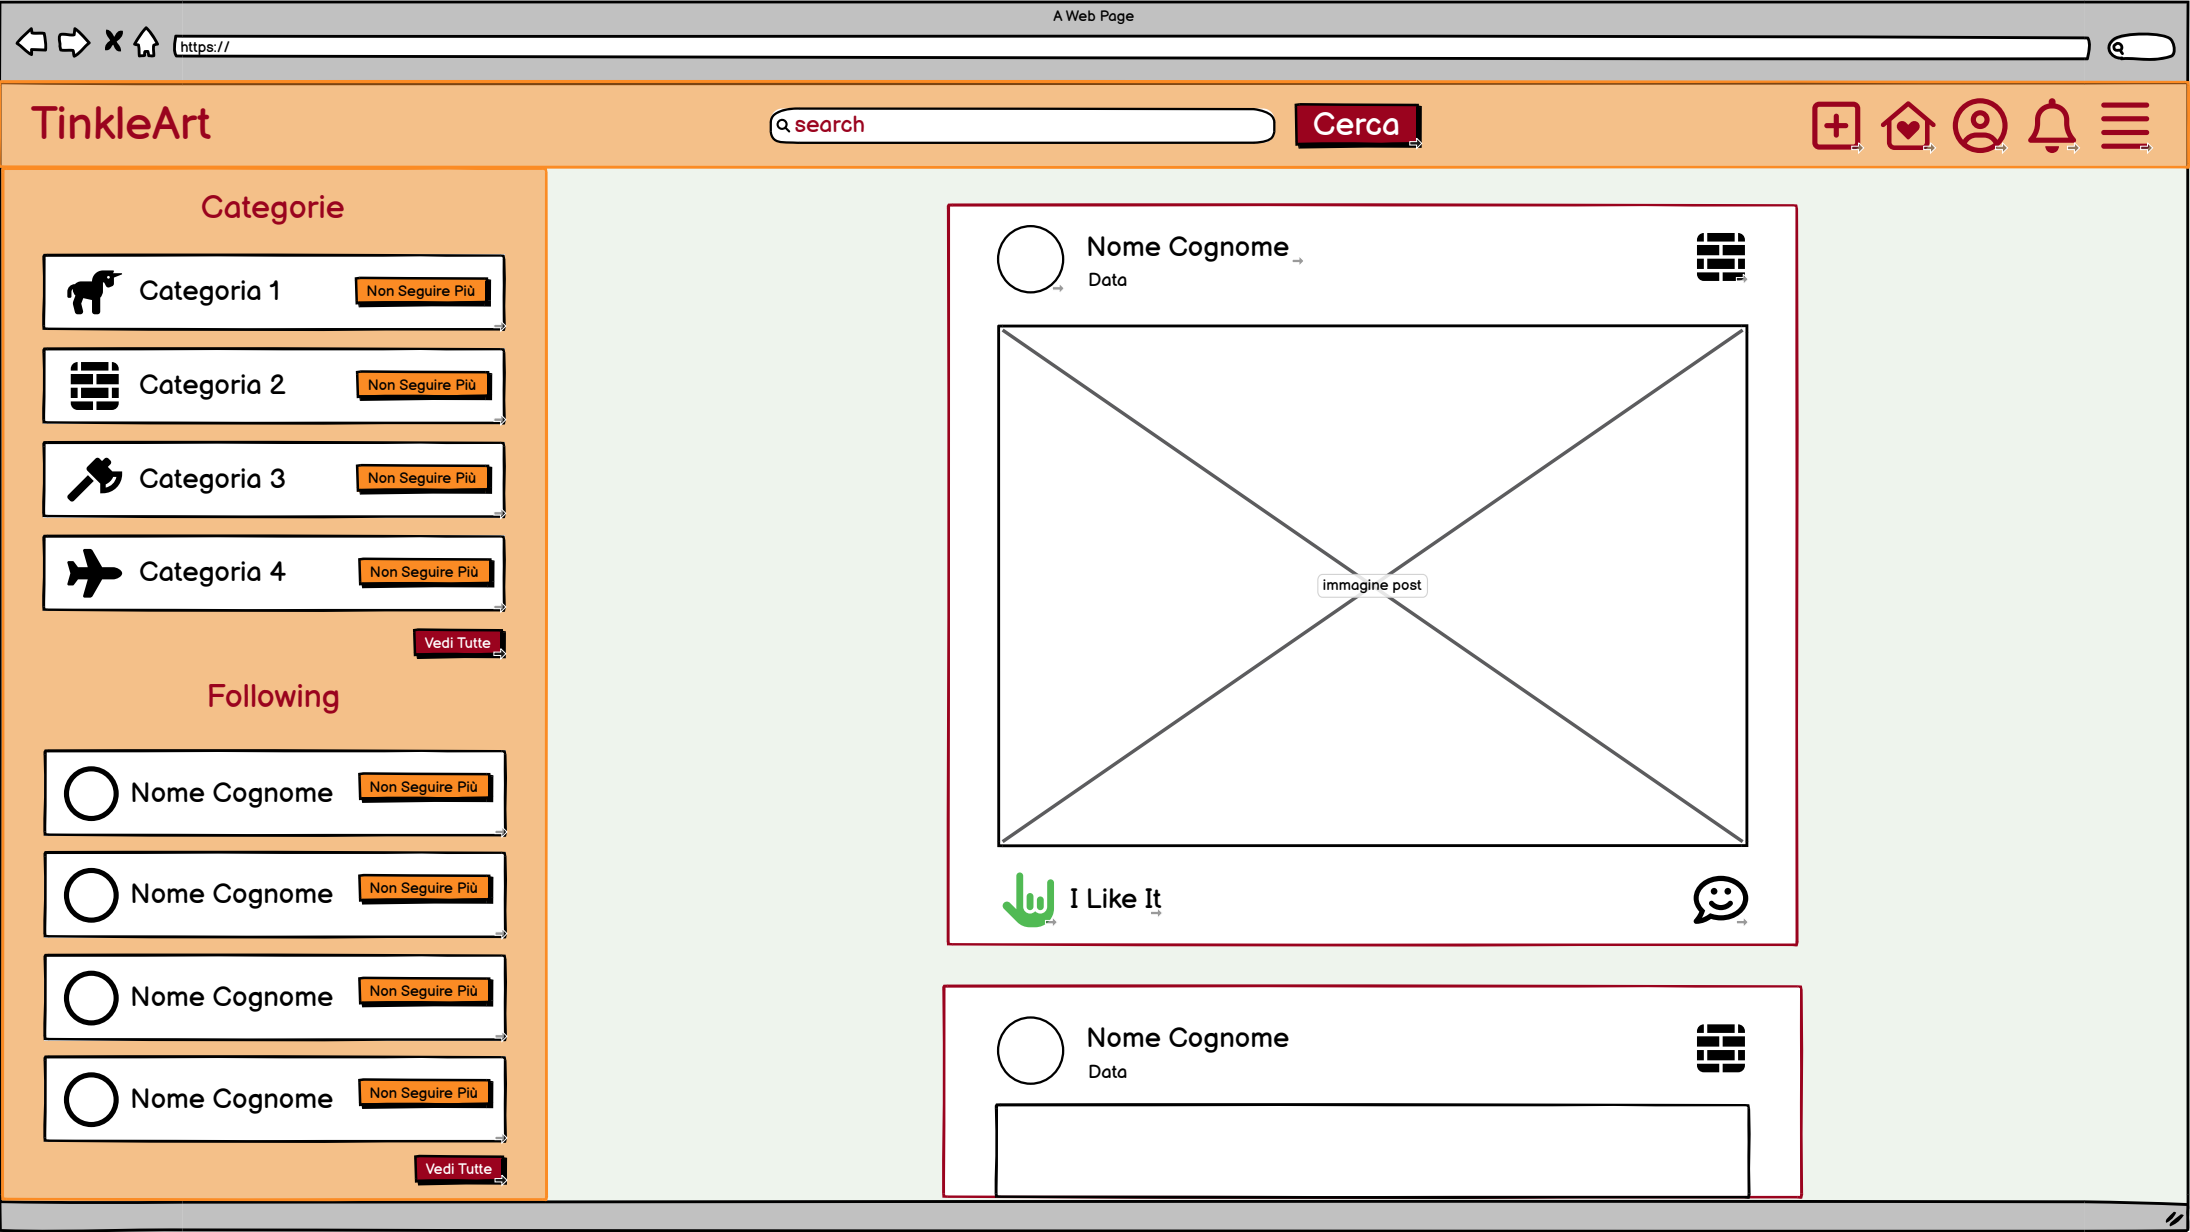 A Web Page
https://
TinkleArt
search
Cerca
Categorie
Categoria 1
Non Seguire Più
Categoria 2
Non Seguire Più
Categoria 3
Non Seguire Più
Categoria 4
Non Seguire Più
Vedi Tutte
Following
Nome Cognome
Non Seguire Più
Nome Cognome
Non Seguire Più
Nome Cognome
Non Seguire Più
Nome Cognome
Non Seguire Più
Vedi Tutte
Nome Cognome
Data
immagine post
I Like It
Nome Cognome
Data